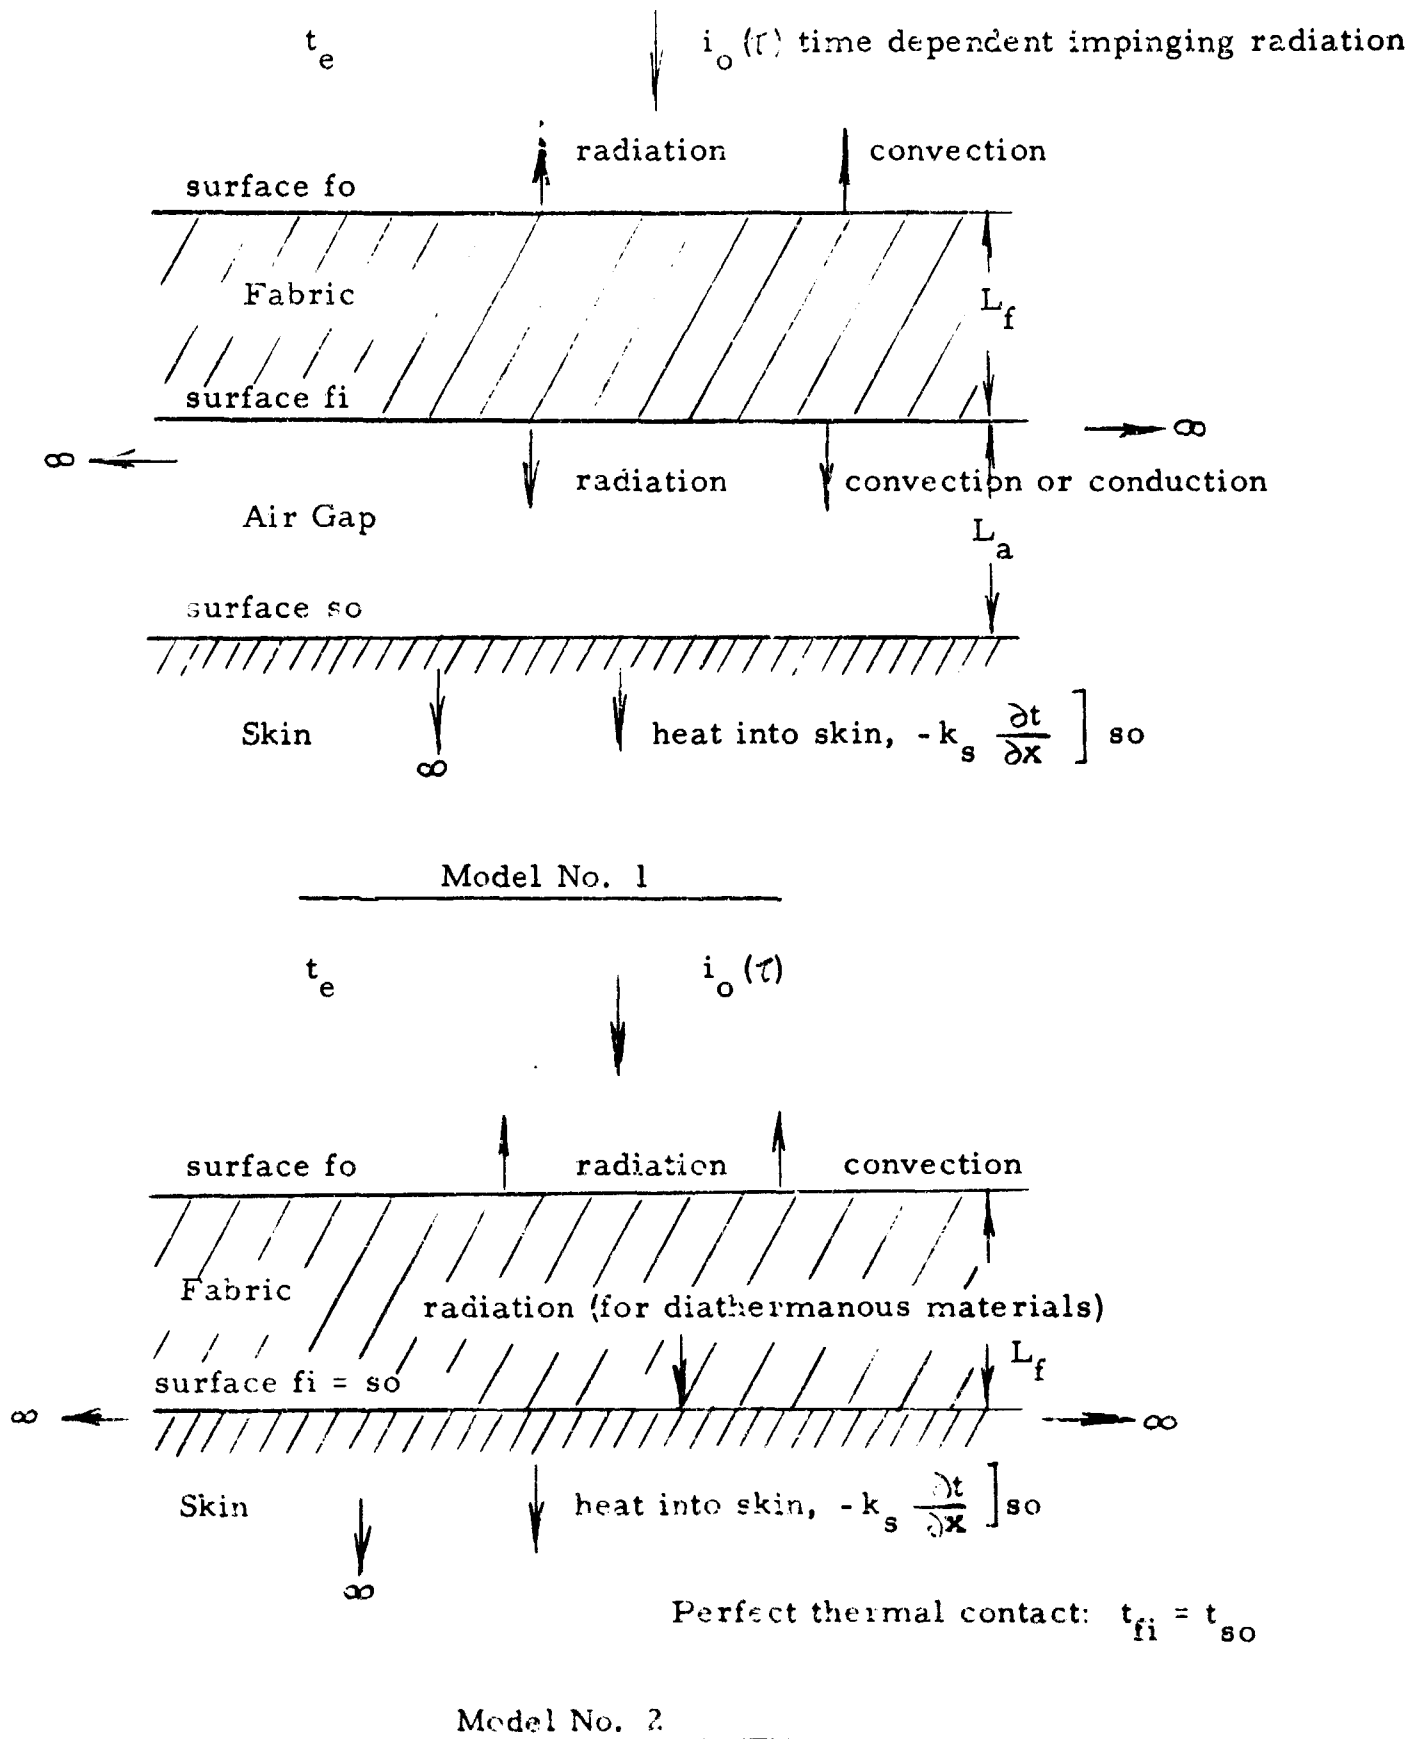 t_e    i_o(τ) time dependent impinging radiation
radiation    convection
surface fo
Fabric    L_f
surface fi
∞
∞
radiation    convection or conduction
Air Gap    L_a
surface so
Skin    heat into skin, -k_s ∂t/∂x ] so
∞
Model No. 1
t_e    i_o(τ)
surface fo    radiation    convection
Fabric    radiation (for diathermanous materials)
L_f
surface fi = so
∞    ∞
Skin    heat into skin, -k_s ∂t/∂x ] so
∞
Perfect thermal contact: t_fi = t_so
Model No. 2